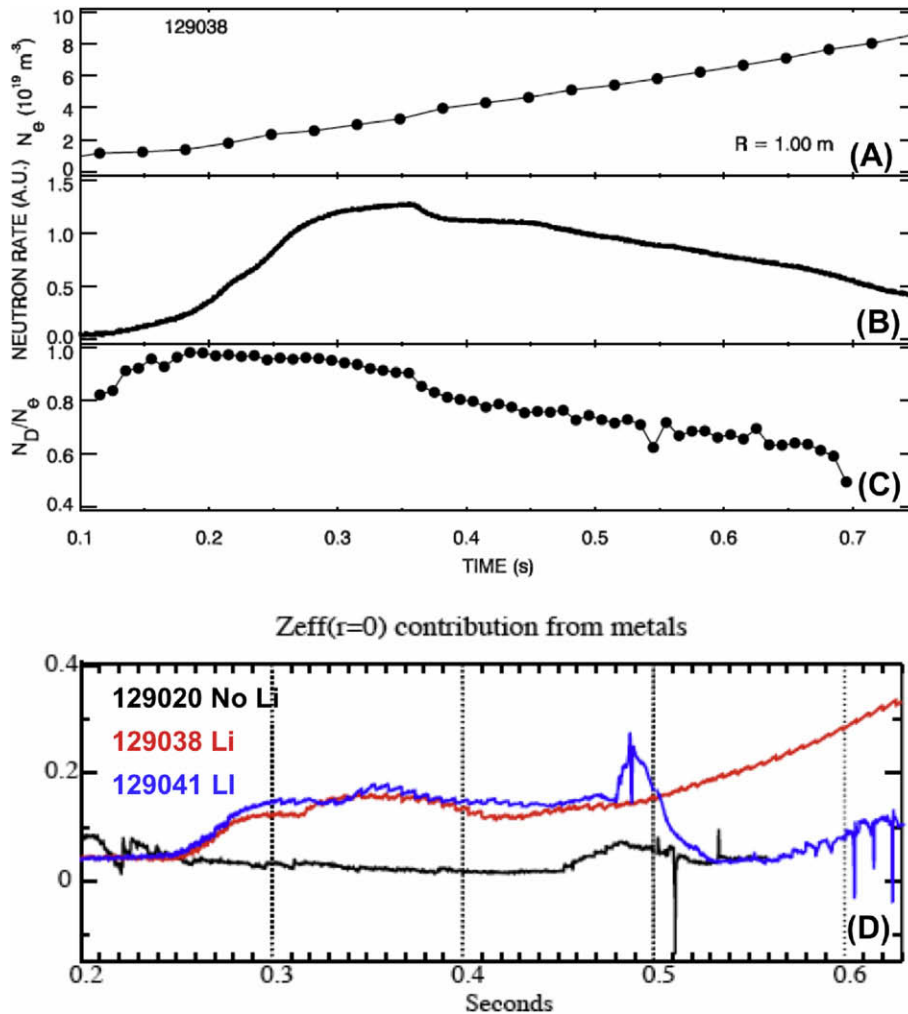 129038
N_e (10^19 m^-3)
10
8
6
4
2
0
R = 1.00 m
(A)
NEUTRON RATE (A.U.)
1.5
1.0
0.5
0.0
(B)
N_D/N_e
1.0
0.8
0.6
0.4
(C)
0.1 0.2 0.3 0.4 0.5 0.6 0.7
TIME (s)
Zeff(r=0) contribution from metals
0.4
0.2
0
129020 No Li
129038 Li
129041 LI
(D)
0.2 0.3 0.4 0.5 0.6
Seconds